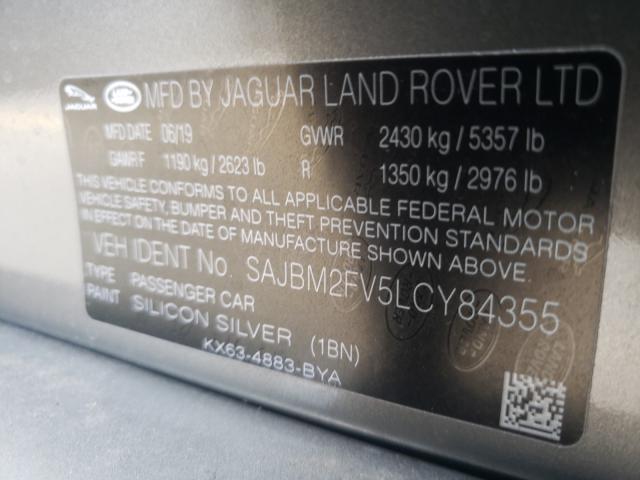 JAGUAR LAND ROVER MFD BY JAGUAR LAND ROVER LTD
MFD DATE 06/19 GVWR 2430 kg / 5357 lb
GAWR F 1190 kg / 2623 lb R 1350 kg / 2976 lb
THIS VEHICLE CONFORMS TO ALL APPLICABLE FEDERAL MOTOR
VEHICLE SAFETY, BUMPER AND THEFT PREVENTION STANDARDS
IN EFFECT ON THE DATE OF MANUFACTURE SHOWN ABOVE
VEH IDENT No. SAJBM2FV5LCY84355
TYPE PASSENGER CAR
PAINT SILICON SILVER (1BN)
KX63-4883-BYA